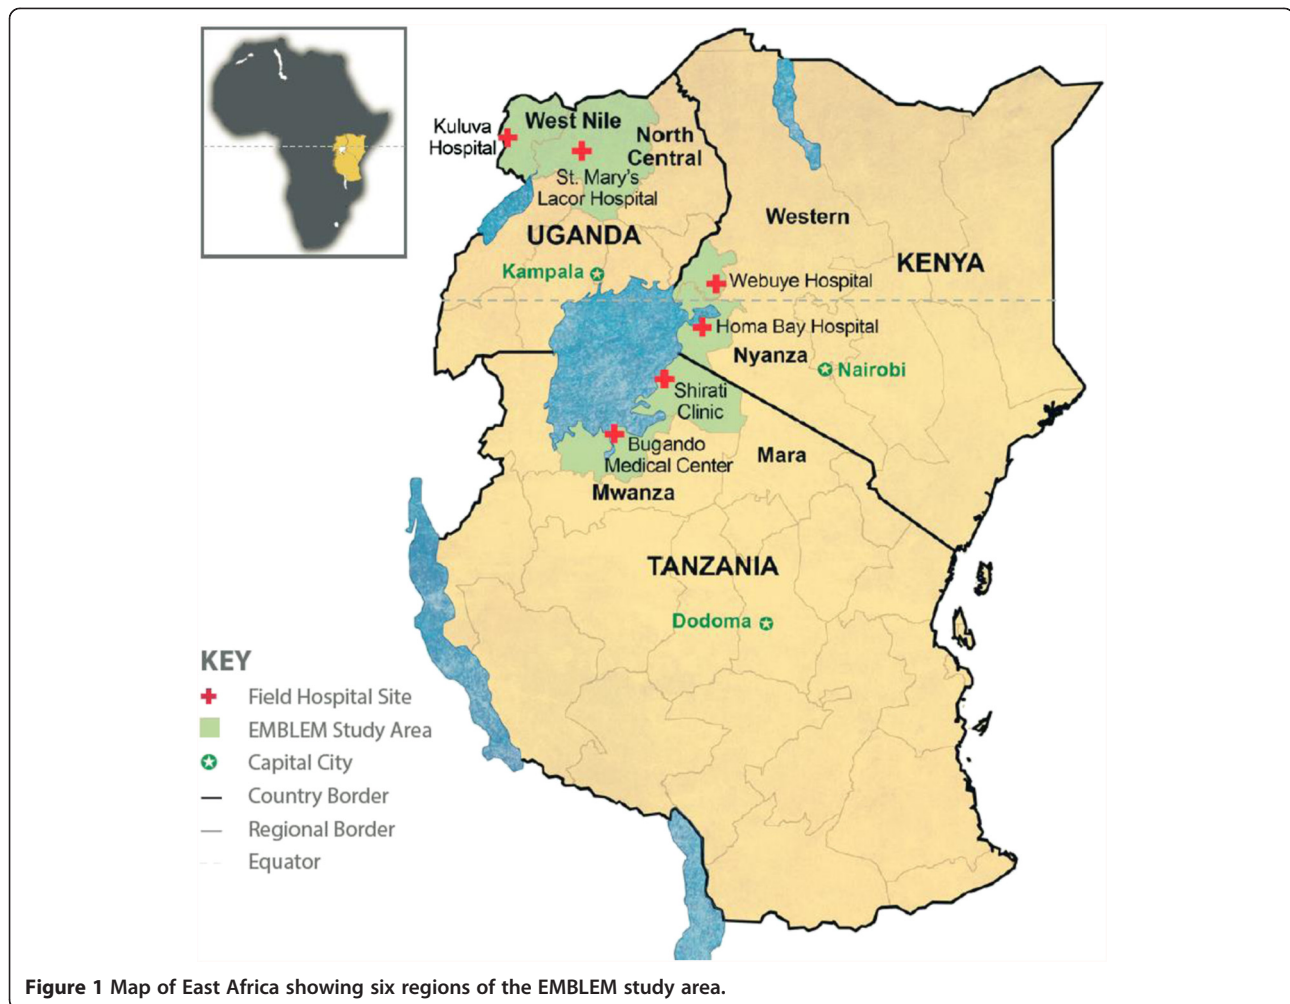 Kuluva
Hospital
West Nile
North
Central
St. Mary's
Lacor Hospital
UGANDA
Kampala
Western
KENYA
Webuye Hospital
Homa Bay Hospital
Nyanza
Nairobi
Shirati
Clinic
Bugando
Medical Center
Mara
Mwanza
TANZANIA
Dodoma
KEY
Field Hospital Site
EMBLEM Study Area
Capital City
Country Border
Regional Border
Equator
Figure 1 Map of East Africa showing six regions of the EMBLEM study area.